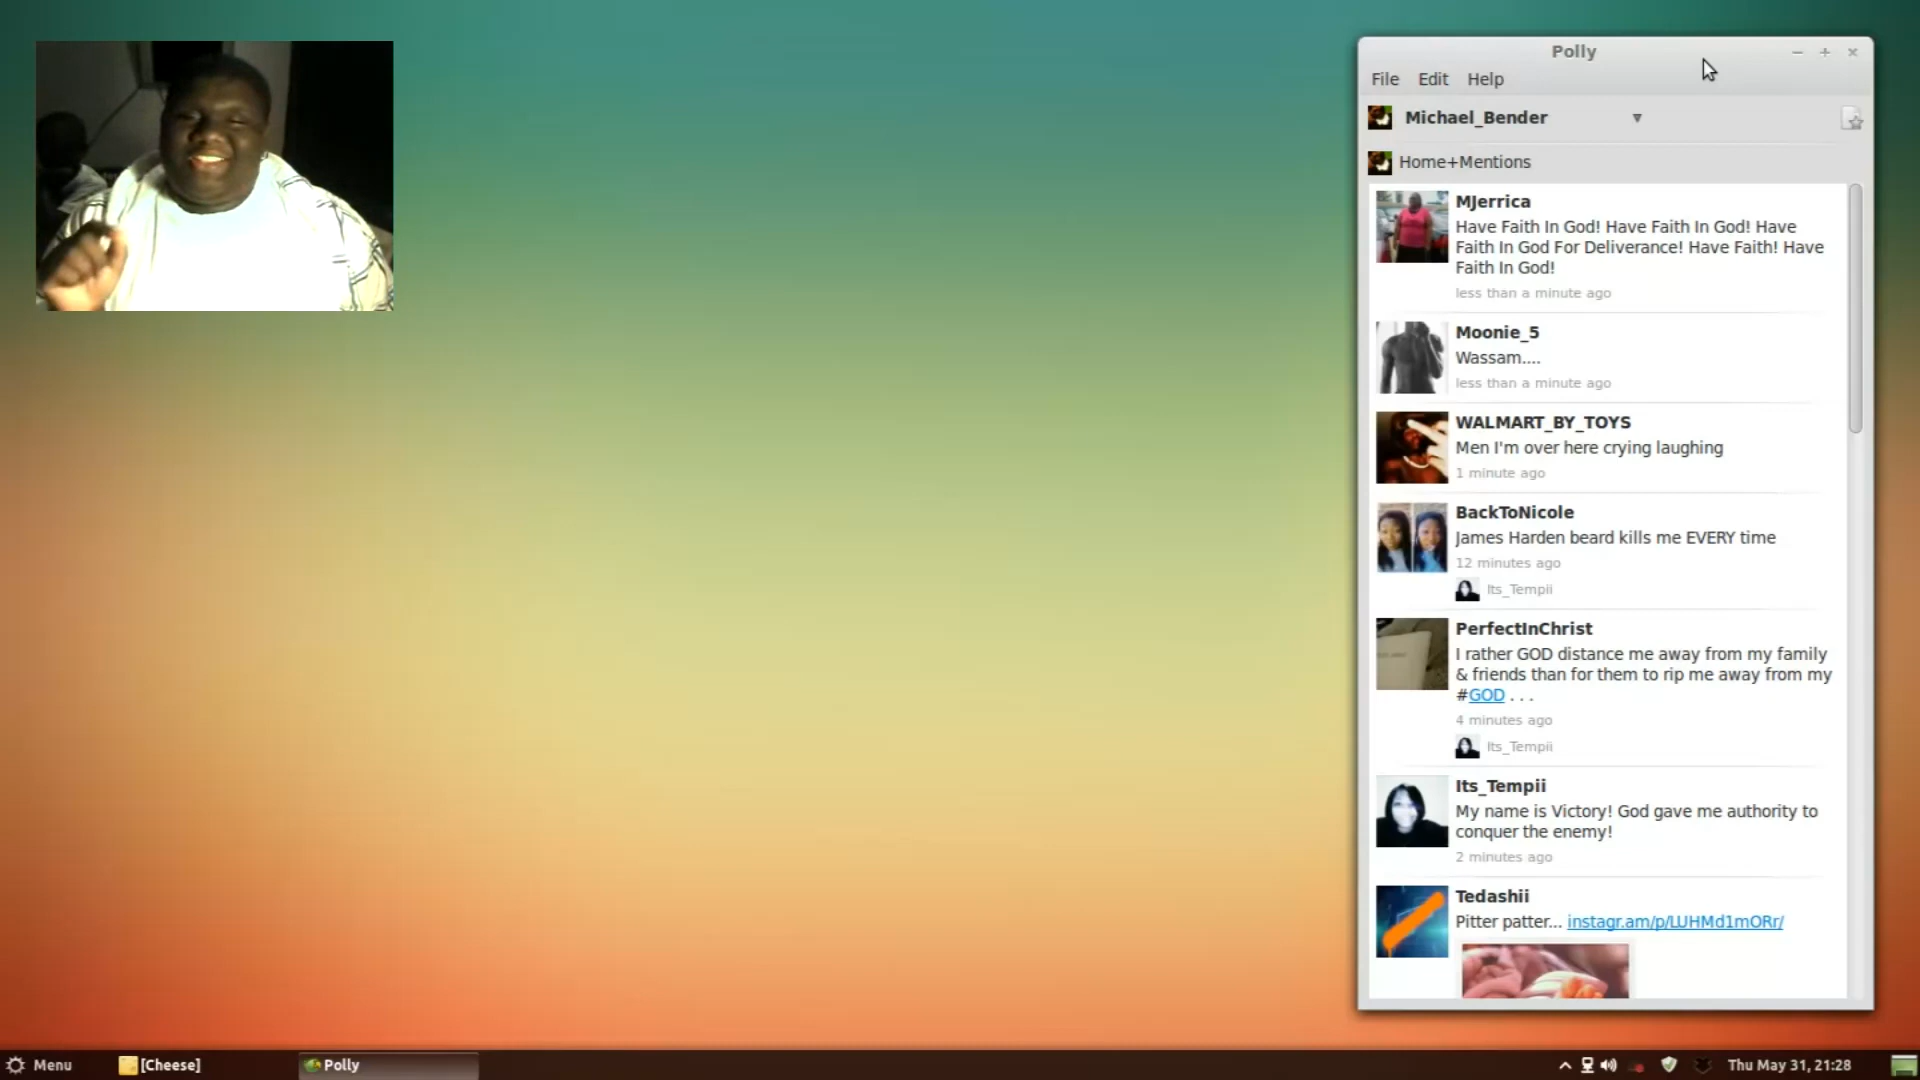 Polly
File Edit Help
Michael_Bender
Home+Mentions
MJerrica
Have Faith In God! Have Faith In God! Have
Faith In God For Deliverance! Have Faith! Have
Faith In God!
less than a minute ago
Moonie_5
Wassam....
less than a minute ago
WALMART_BY_TOYS
Men I'm over here crying laughing
1 minute ago
BackToNicole
James Harden beard kills me EVERY time
12 minutes ago
Its_Tempii
PerfectInChrist
I rather GOD distance me away from my family
& friends than for them to rip me away from my
#GOD . . .
4 minutes ago
Its_Tempii
Its_Tempii
My name is Victory! God gave me authority to
conquer the enemy!
2 minutes ago
Tedashii
Pitter patter... instagr.am/p/LUHMd1mORr/
Menu [Cheese] Polly Thu May 31, 21:28